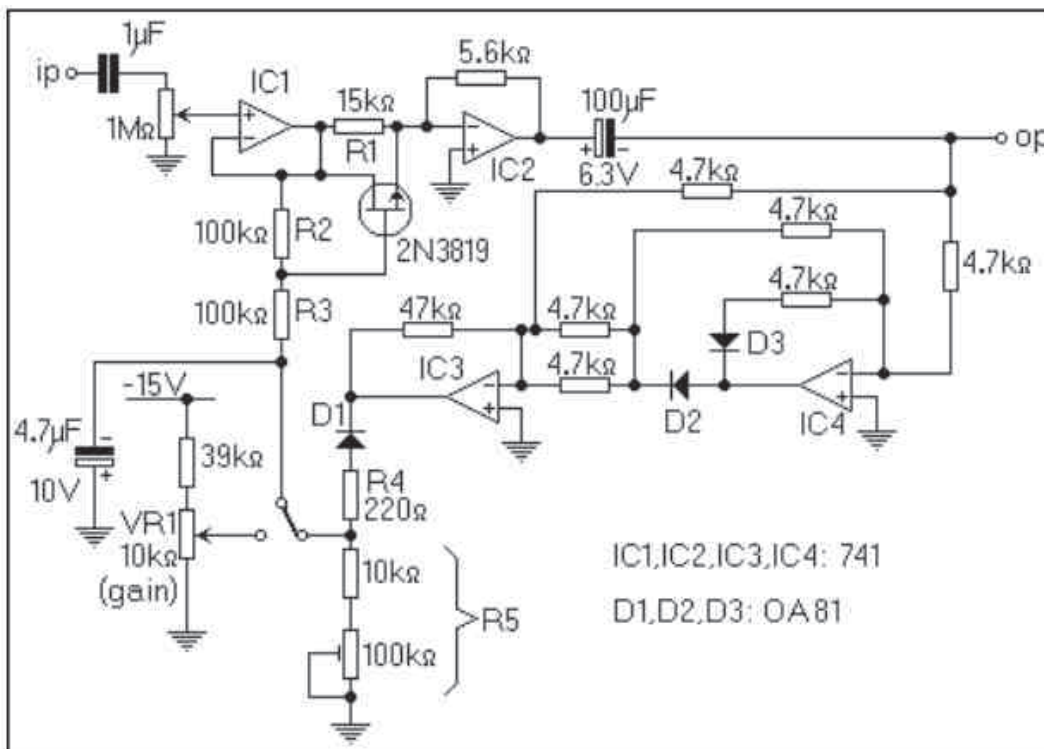 1µF
ip
IC1
1MΩ
15kΩ
R1
5.6kΩ
IC2
100µF
+ -
6.3V
op
4.7kΩ
4.7kΩ
4.7kΩ
4.7kΩ
100kΩ R2
2N3819
100kΩ R3
47kΩ
4.7kΩ
4.7kΩ
IC3
D3
D2
IC4
D1
-15V
4.7µF
-
+
10V
39kΩ
VR1
10kΩ
(gain)
R4
220Ω
10kΩ
R5
100kΩ
IC1,IC2,IC3,IC4: 741
D1,D2,D3: OA81